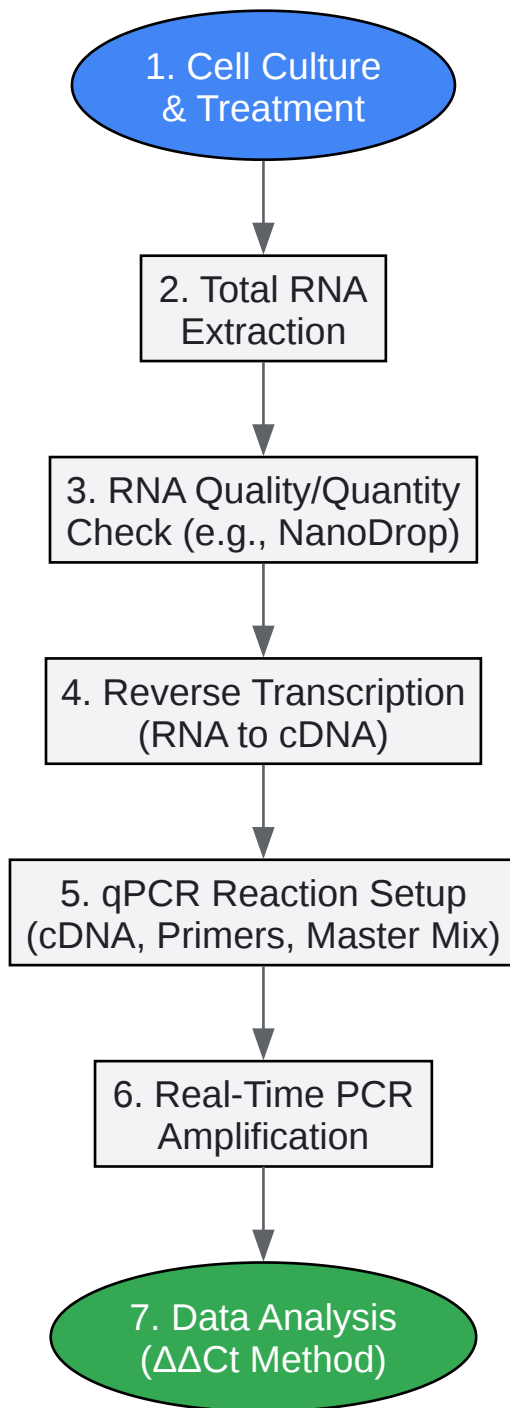 1. Cell Culture
& Treatment
2. Total RNA
Extraction
3. RNA Quality/Quantity
Check (e.g., NanoDrop)
4. Reverse Transcription
(RNA to cDNA)
5. qPCR Reaction Setup
(cDNA, Primers, Master Mix)
6. Real-Time PCR
Amplification
7. Data Analysis
(ΔΔCt Method)